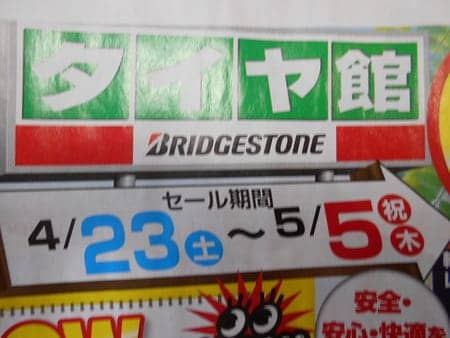 タイヤ館
BRIDGESTONE
セール期間
4/23土〜5/5祝木
安全・
安心・快適を